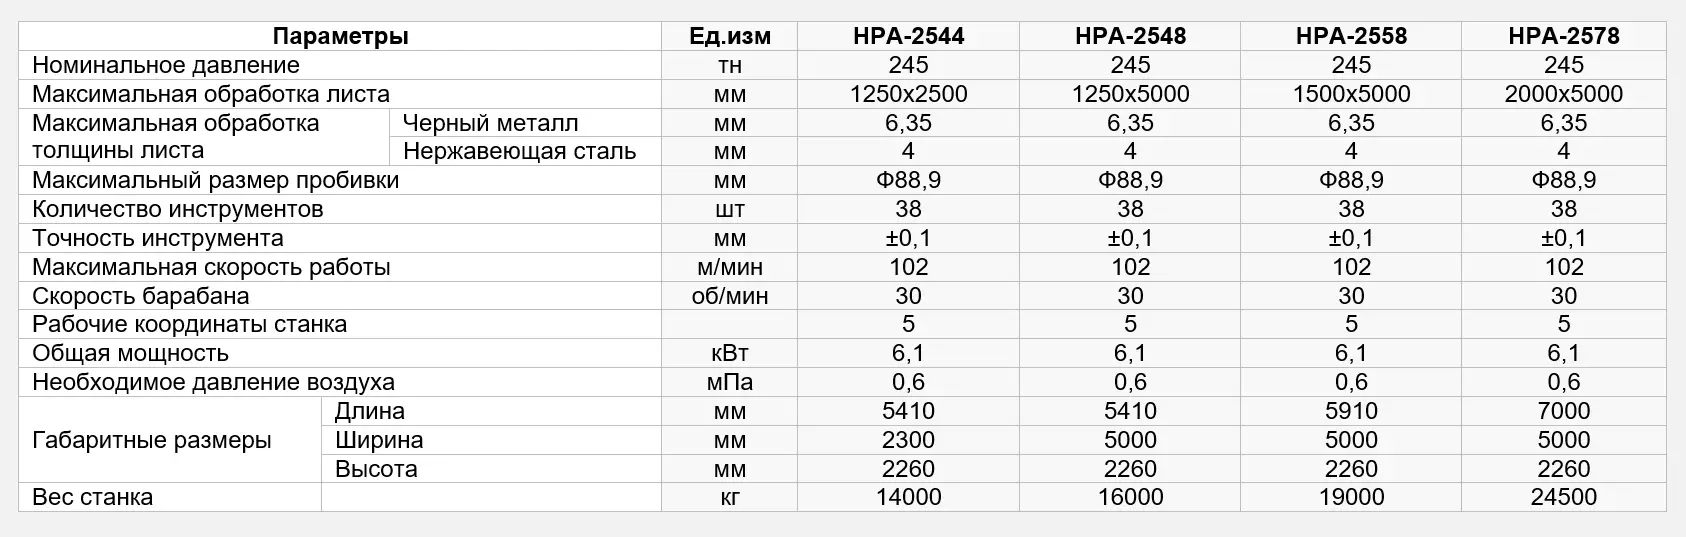 Параметры Ед.изм HPA-2544 HPA-2548 HPA-2558 HPA-2578
Номинальное давление тн 245 245 245 245
Максимальная обработка листа мм 1250x2500 1250x5000 1500x5000 2000x5000
Максимальная обработка толщины листа Черный металл мм 6,35 6,35 6,35 6,35
Нержавеющая сталь мм 4 4 4 4
Максимальный размер пробивки мм Ф88,9 Ф88,9 Ф88,9 Ф88,9
Количество инструментов шт 38 38 38 38
Точность инструмента мм ±0,1 ±0,1 ±0,1 ±0,1
Максимальная скорость работы м/мин 102 102 102 102
Скорость барабана об/мин 30 30 30 30
Рабочие координаты станка 5 5 5 5
Общая мощность кВт 6,1 6,1 6,1 6,1
Необходимое давление воздуха мПа 0,6 0,6 0,6 0,6
Габаритные размеры Длина мм 5410 5410 5910 7000
Ширина мм 2300 5000 5000 5000
Высота мм 2260 2260 2260 2260
Вес станка кг 14000 16000 19000 24500